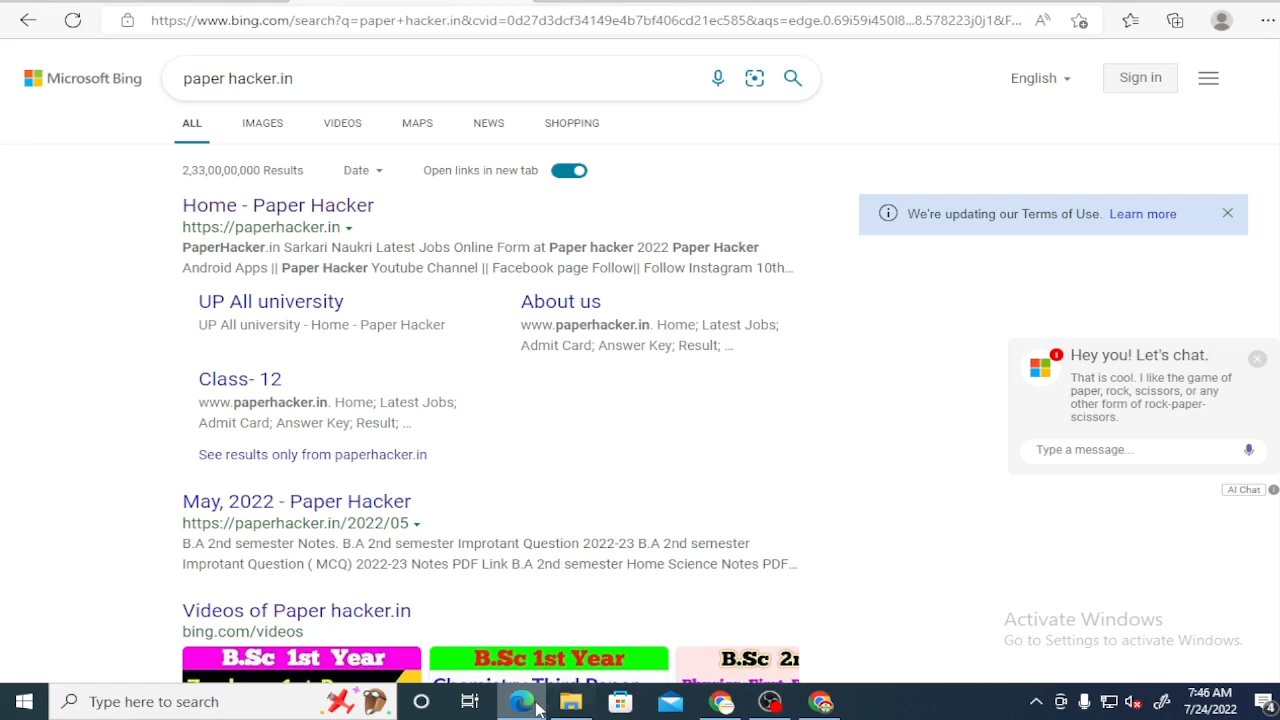 https://www.bing.com/search?q=paper+hacker.in&cvid=0d27d3dcf34149e4b7bf406cd21ec585&aqs=edge.0.69i59i450l8...8.578223j0j1&F...
Microsoft Bing
paper hacker.in
English
Sign in
ALL
IMAGES
VIDEOS
MAPS
NEWS
SHOPPING
2,33,00,00,000 Results
Date
Open links in new tab
Home - Paper Hacker
https://paperhacker.in
PaperHacker.in Sarkari Naukri Latest Jobs Online Form at Paper hacker 2022 Paper Hacker
Android Apps || Paper Hacker Youtube Channel || Facebook page Follow|| Follow Instagram 10th...
UP All university
UP All university - Home - Paper Hacker
About us
www.paperhacker.in. Home; Latest Jobs;
Admit Card; Answer Key; Result; ...
Class- 12
www.paperhacker.in. Home; Latest Jobs;
Admit Card; Answer Key; Result; ...
See results only from paperhacker.in
May, 2022 - Paper Hacker
https://paperhacker.in/2022/05
B.A 2nd semester Notes. B.A 2nd semester Improtant Question 2022-23 B.A 2nd semester
Improtant Question ( MCQ) 2022-23 Notes PDF Link B.A 2nd semester Home Science Notes PDF...
Videos of Paper hacker.in
bing.com/videos
B.Sc 1st Year
B.Sc 1st Year
B.Sc
We're updating our Terms of Use. Learn more
Hey you! Let's chat.
That is cool. I like the game of
paper, rock, scissors, or any
other form of rock-paper-
scissors.
Type a message...
AI Chat
Activate Windows
Go to Settings to activate Windows.
Type here to search
7:46 AM
7/24/2022
4